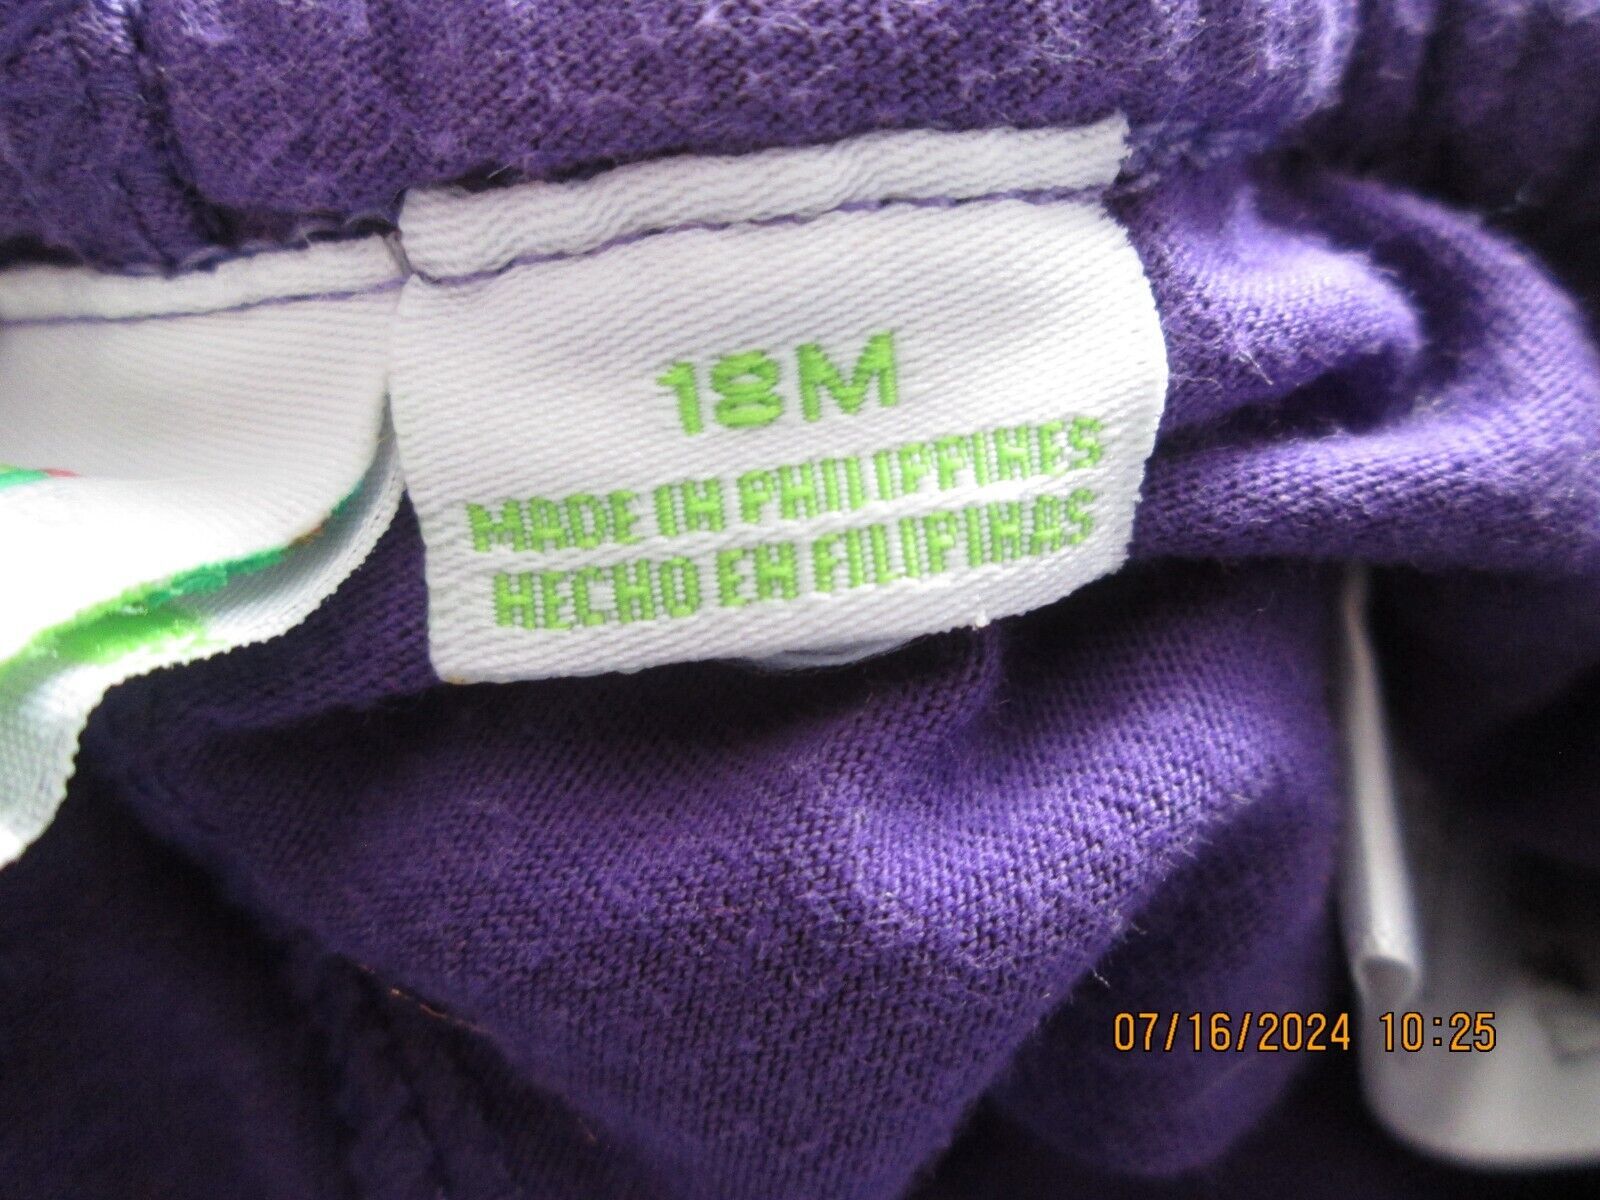 18M
MADE IN PHILIPPINES
HECHO EN FILIPINAS
07/16/2024 10:25